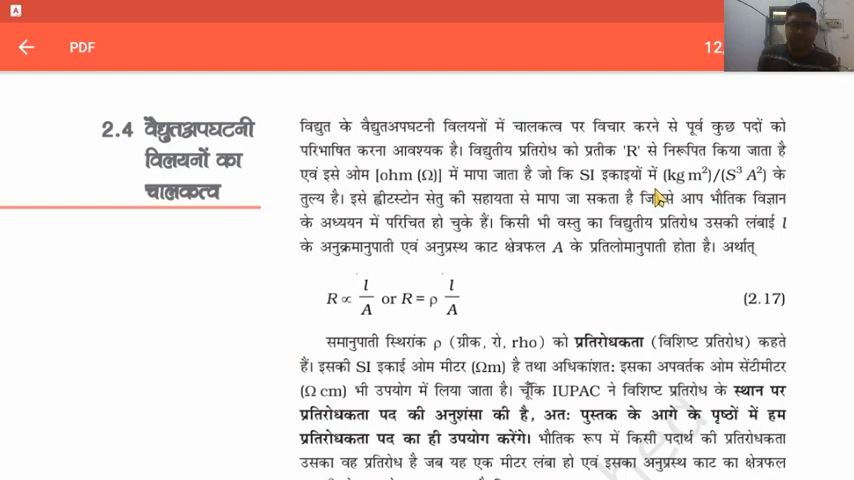 A
PDF
12
2.4 वैद्युतअपघटनी
विलयनों का
चालकत्व
विद्युत के वैद्युतअपघटनी विलयनों में चालकत्व पर विचार करने से पूर्व कुछ पदों को
परिभाषित करना आवश्यक है। विद्युतीय प्रतिरोध को प्रतीक 'R' से निरूपित किया जाता है
एवं इसे ओम [ohm (Ω)] में मापा जाता है जो कि SI इकाइयों में (kg m²)/(S³ A²) के
तुल्य है। इसे ह्वीटस्टोन सेतु की सहायता से मापा जा सकता है से आप भौतिक विज्ञान
के अध्ययन में परिचित हो चुके हैं। किसी भी वस्तु का विद्युतीय प्रतिरोध उसकी लंबाई l
के अनुक्रमानुपाती एवं अनुप्रस्थ काट क्षेत्रफल A के प्रतिलोमानुपाती होता है। अर्थात्
R ∝ l/A or R = ρ l/A (2.17)
समानुपाती स्थिरांक ρ (ग्रीक, रो, rho) को प्रतिरोधकता (विशिष्ट प्रतिरोध) कहते
हैं। इसकी SI इकाई ओम मीटर (Ωm) है तथा अधिकांशत: इसका अपवर्तक ओम सेंटीमीटर
(Ω cm) भी उपयोग में लिया जाता है। चूँकि IUPAC ने विशिष्ट प्रतिरोध के स्थान पर
प्रतिरोधकता पद की अनुशंसा की है, अत: पुस्तक के आगे के पृष्ठों में हम
प्रतिरोधकता पद का ही उपयोग करेंगे। भौतिक रूप में किसी पदार्थ की प्रतिरोधकता
उसका वह प्रतिरोध है जब यह एक मीटर लंबा हो एवं इसका अनुप्रस्थ काट का क्षेत्रफल